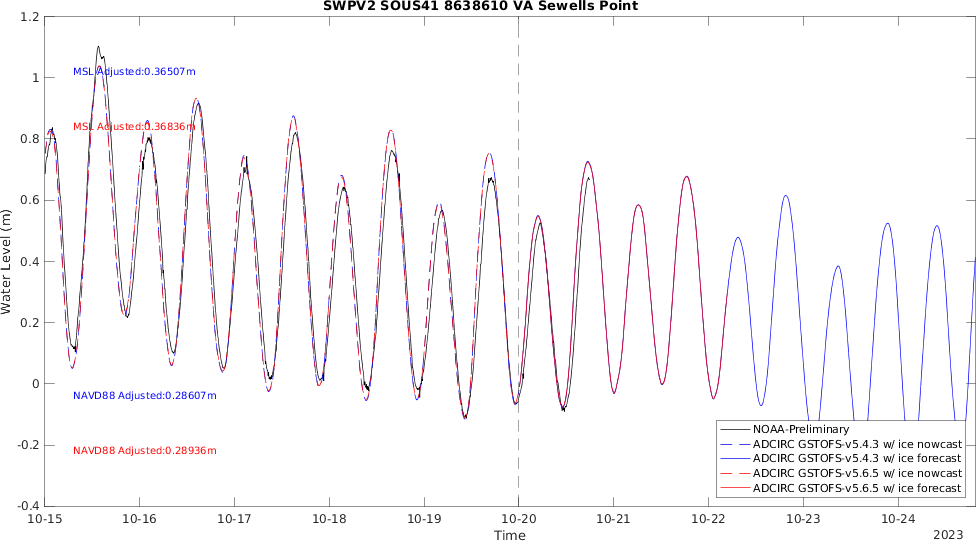 SWPV2 SOUS41 8638610 VA Sewells Point
1.2
1
0.8
0.6
0.4
0.2
0
-0.2
-0.4
Water Level (m)
MSL Adjusted:0.36507m
MSL Adjusted:0.36836m
NAVD88 Adjusted:0.28607m
NAVD88 Adjusted:0.28936m
NOAA-Preliminary
ADCIRC GSTOFS-v5.4.3 w/ ice nowcast
ADCIRC GSTOFS-v5.4.3 w/ ice forecast
ADCIRC GSTOFS-v5.6.5 w/ ice nowcast
ADCIRC GSTOFS-v5.6.5 w/ ice forecast
10-15 10-16 10-17 10-18 10-19 10-20 10-21 10-22 10-23 10-24
Time
2023